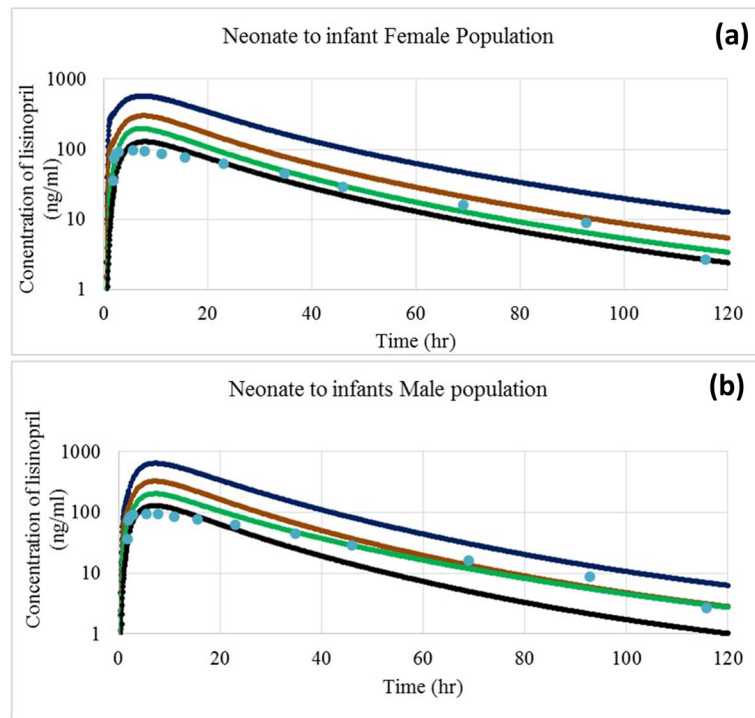 Neonate to infant Female Population
(a)
Conentration of lisinopril
(ng/ml)
1000
100
10
1
0 20 40 60 80 100 120
Time (hr)
Neonate to infants Male population
(b)
Concentration of lisinopril
(ng/ml)
1000
100
10
1
0 20 40 60 80 100 120
Time (hr)